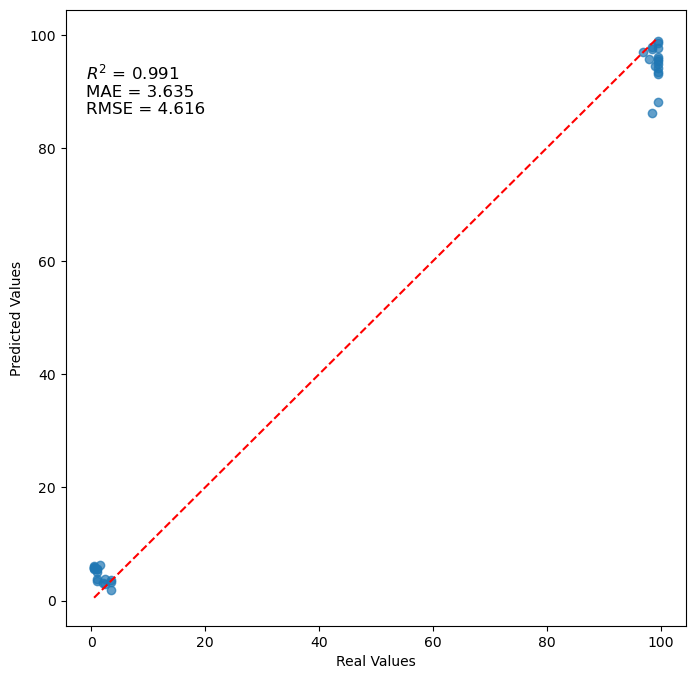 100
80
60
40
20
0
R² = 0.991
MAE = 3.635
RMSE = 4.616
Predicted Values
0 20 40 60 80 100
Real Values